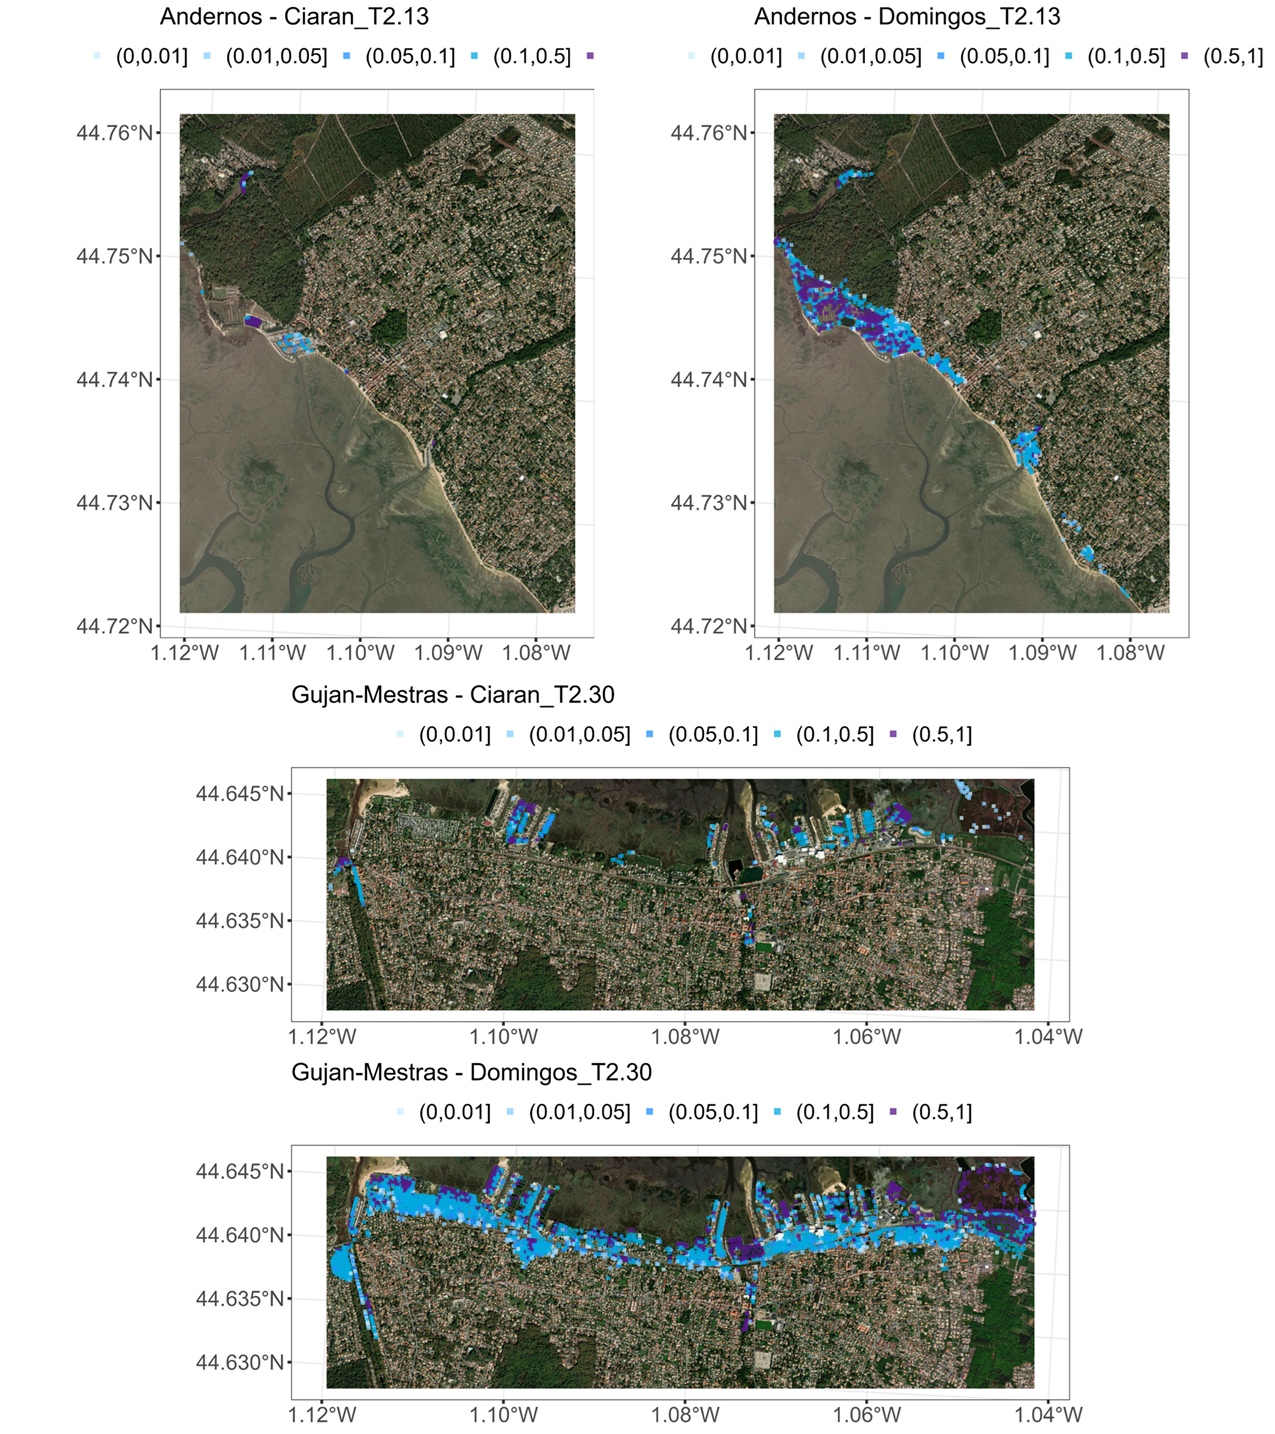 Andernos - Ciaran_T2.13
(0,0.01] (0.01,0.05] (0.05,0.1] (0.1,0.5]
44.76°N
44.75°N
44.74°N
44.73°N
44.72°N
1.12°W 1.11°W 1.10°W 1.09°W 1.08°W
Andernos - Domingos_T2.13
(0,0.01] (0.01,0.05] (0.05,0.1] (0.1,0.5] (0.5,1]
44.76°N
44.75°N
44.74°N
44.73°N
44.72°N
1.12°W 1.11°W 1.10°W 1.09°W 1.08°W
Gujan-Mestras - Ciaran_T2.30
(0,0.01] (0.01,0.05] (0.05,0.1] (0.1,0.5] (0.5,1]
44.645°N
44.640°N
44.635°N
44.630°N
1.12°W 1.10°W 1.08°W 1.06°W 1.04°W
Gujan-Mestras - Domingos_T2.30
(0,0.01] (0.01,0.05] (0.05,0.1] (0.1,0.5] (0.5,1]
44.645°N
44.640°N
44.635°N
44.630°N
1.12°W 1.10°W 1.08°W 1.06°W 1.04°W